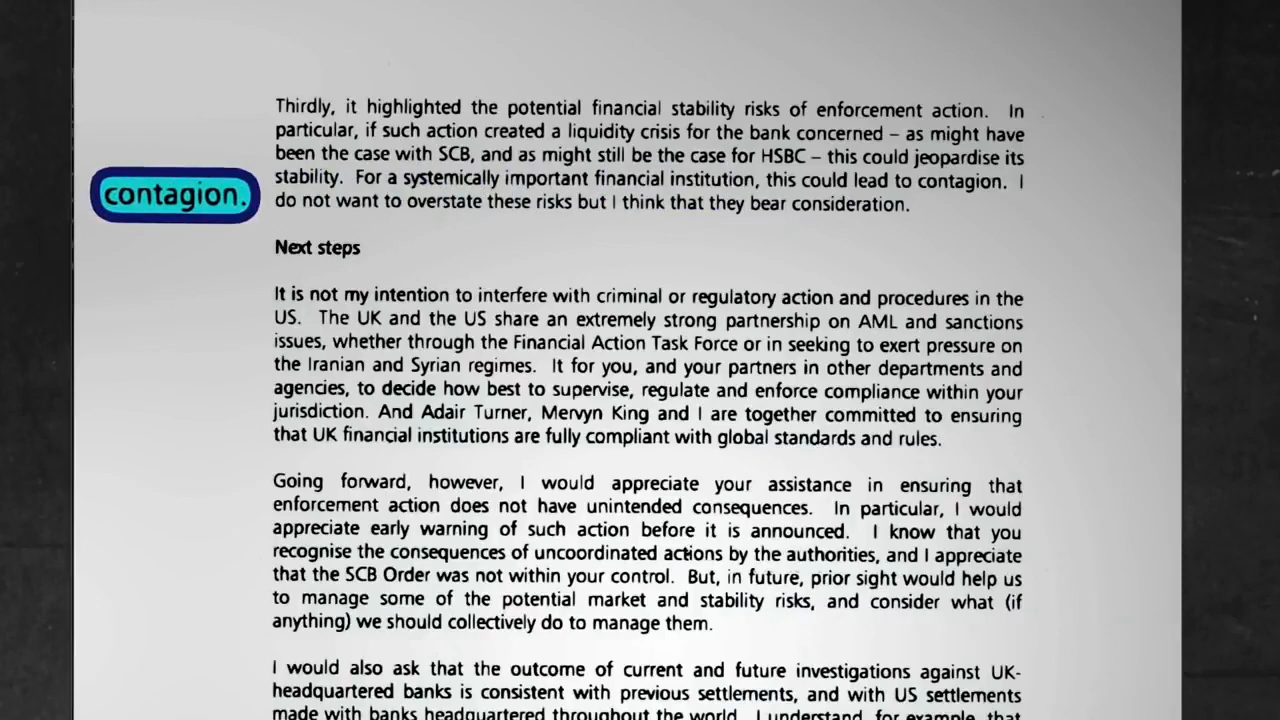 Thirdly, it highlighted the potential financial stability risks of enforcement action. In
particular, if such action created a liquidity crisis for the bank concerned – as might have
been the case with SCB, and as might still be the case for HSBC – this could jeopardise its
stability. For a systemically important financial institution, this could lead to contagion. I
contagion.
do not want to overstate these risks but I think that they bear consideration.
Next steps
It is not my intention to interfere with criminal or regulatory action and procedures in the
US. The UK and the US share an extremely strong partnership on AML and sanctions
issues, whether through the Financial Action Task Force or in seeking to exert pressure on
the Iranian and Syrian regimes. It for you, and your partners in other departments and
agencies, to decide how best to supervise, regulate and enforce compliance within your
jurisdiction. And Adair Turner, Mervyn King and I are together committed to ensuring
that UK financial institutions are fully compliant with global standards and rules.
Going forward, however, I would appreciate your assistance in ensuring that
enforcement action does not have unintended consequences. In particular, I would
appreciate early warning of such action before it is announced. I know that you
recognise the consequences of uncoordinated actions by the authorities, and I appreciate
that the SCB Order was not within your control. But, in future, prior sight would help us
to manage some of the potential market and stability risks, and consider what (if
anything) we should collectively do to manage them.
I would also ask that the outcome of current and future investigations against UK-
headquartered banks is consistent with previous settlements, and with US settlements
made with banks headquartered throughout the world. I understand, for example, that